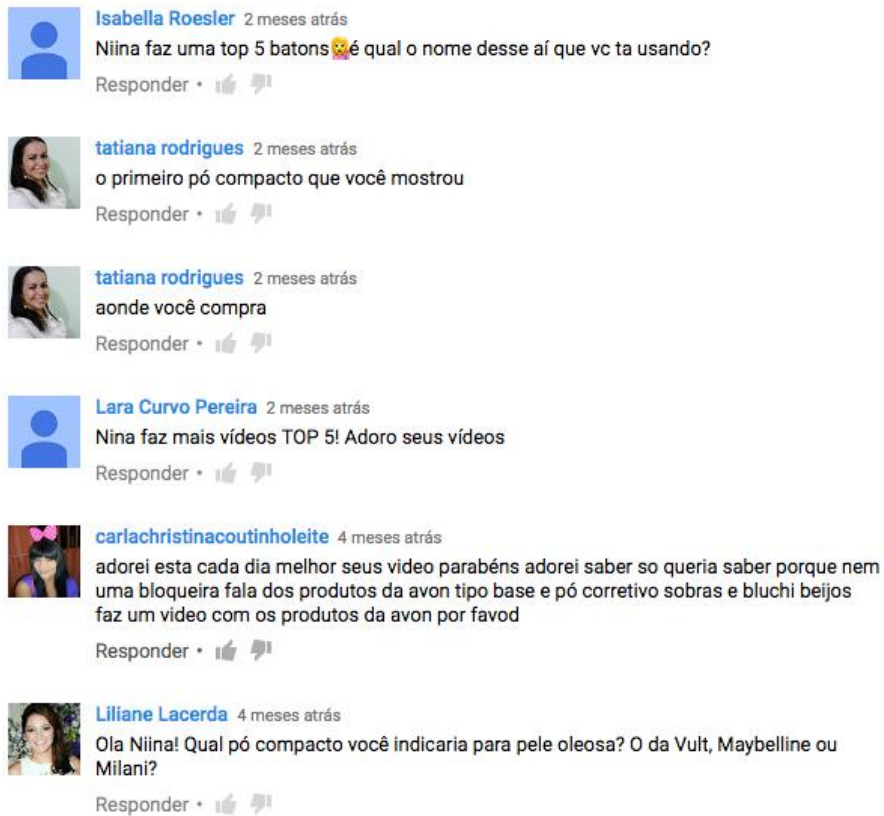 Isabella Roesler 2 meses atrás
Niina faz uma top 5 batons👩é qual o nome desse aí que vc ta usando?
Responder •
tatiana rodrigues 2 meses atrás
o primeiro pó compacto que você mostrou
Responder •
tatiana rodrigues 2 meses atrás
aonde você compra
Responder •
Lara Curvo Pereira 2 meses atrás
Nina faz mais vídeos TOP 5! Adoro seus vídeos
Responder •
carlachristinacoutinholeite 4 meses atrás
adorei esta cada dia melhor seus video parabéns adorei saber so queria saber porque nem
uma bloqueira fala dos produtos da avon tipo base e pó corretivo sobras e bluchi beijos
faz um video com os produtos da avon por favod
Responder •
Liliane Lacerda 4 meses atrás
Ola Niina! Qual pó compacto você indicaria para pele oleosa? O da Vult, Maybelline ou
Milani?
Responder •